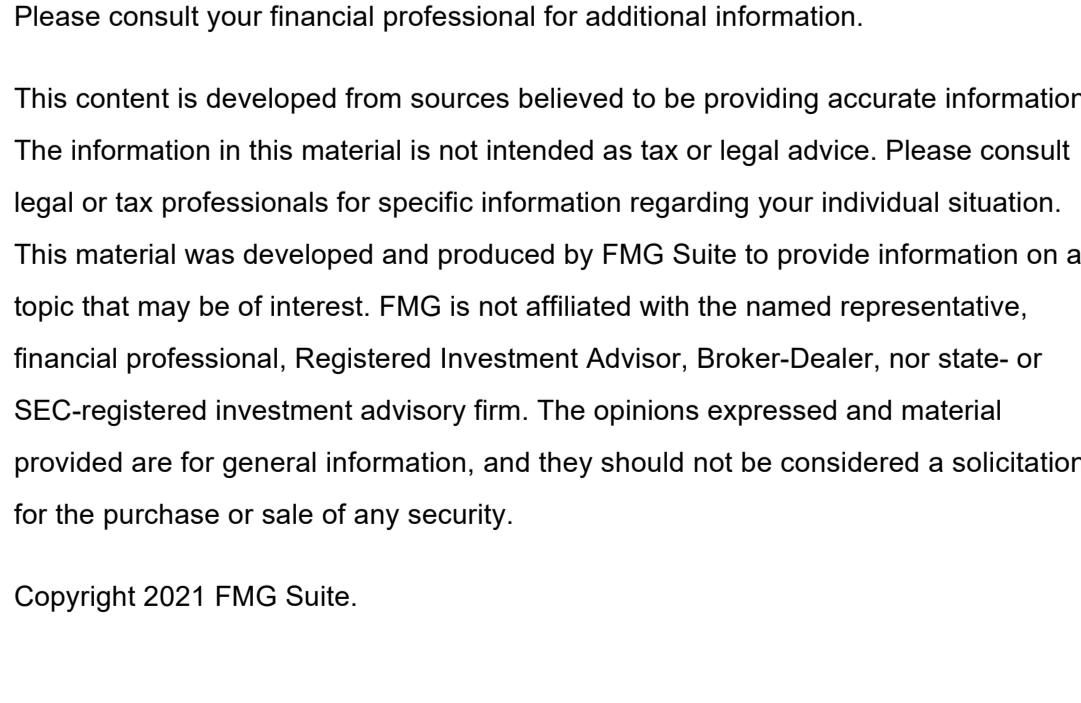 Please consult your financial professional for additional information.
This content is developed from sources believed to be providing accurate information
The information in this material is not intended as tax or legal advice. Please consult
legal or tax professionals for specific information regarding your individual situation.
This material was developed and produced by FMG Suite to provide information on a
topic that may be of interest. FMG is not affiliated with the named representative,
financial professional, Registered Investment Advisor, Broker-Dealer, nor state- or
SEC-registered investment advisory firm. The opinions expressed and material
provided are for general information, and they should not be considered a solicitation
for the purchase or sale of any security.
Copyright 2021 FMG Suite.